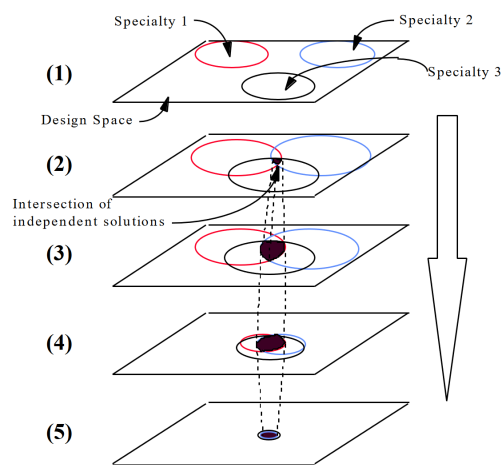 Specialty 1
Specialty 2
(1)
Specialty 3
Design Space
(2)
Intersection of
independent solutions
(3)
(4)
(5)